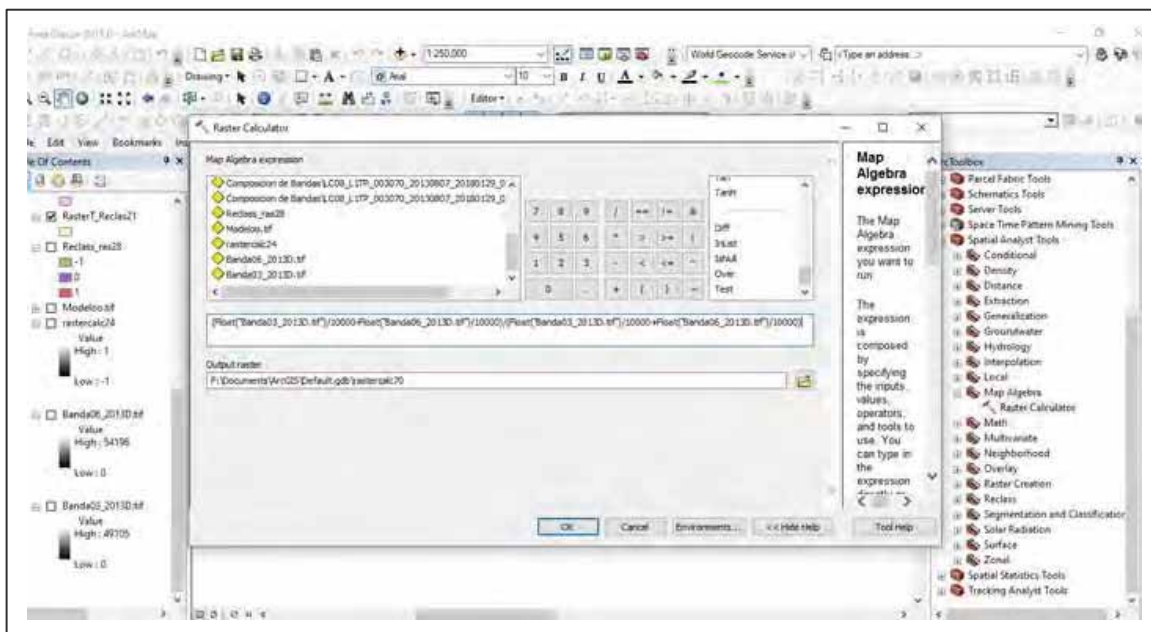 1:250,000
World Geocode Service
<Type an address...>
Drawing
Arial
10
B I U A
Editor
Edit View Bookmarks
Of Contents
RasterT_Reclas21
Reclass_res28
-1
0
1
Modeloo.tif
rastercalc24
Value
High : 1
Low : -1
Banda06_2013D.tif
Value
High : 54196
Low : 0
Banda03_2013D.tif
Value
High : 49705
Low : 0
Raster Calculator
Map Algebra expression
Composicion de Bandas\LC08_L1TP_003070_20130807_20180129_0
Composicion de Bandas\LC08_L1TP_003070_20130807_20180129_0
Reclass_res28
Modeloo.tif
rastercalc24
Banda06_2013D.tif
Banda03_2013D.tif
7 8 9 / == != &
4 5 6 * > >= |
1 2 3 - < <= ^
0 . + ( ) ~
Tan
TanH
Diff
InList
IsNull
Over
Test
(Float("Banda03_2013D.tif")/10000-Float("Banda06_2013D.tif")/10000)/(Float("Banda03_2013D.tif")/10000+Float("Banda06_2013D.tif")/10000)
Output raster
F:\Documents\ArcGIS\Default.gdb\rastercalc70
OK
Cancel
Environments...
<< Hide Help
Tool Help
Map
Algebra
expression
The Map
Algebra
expression
you want to
run
The
expression
is
composed
by
specifying
the inputs,
values,
operators,
and tools to
use. You
can type in
the
expression
directly or
Toolbox
Parcel Fabric Tools
Schematics Tools
Server Tools
Space Time Pattern Mining Tools
Spatial Analyst Tools
Conditional
Density
Distance
Extraction
Generalization
Groundwater
Hydrology
Interpolation
Local
Map Algebra
Raster Calculator
Math
Multivariate
Neighborhood
Overlay
Raster Creation
Reclass
Segmentation and Classification
Solar Radiation
Surface
Zonal
Spatial Statistics Tools
Tracking Analyst Tools